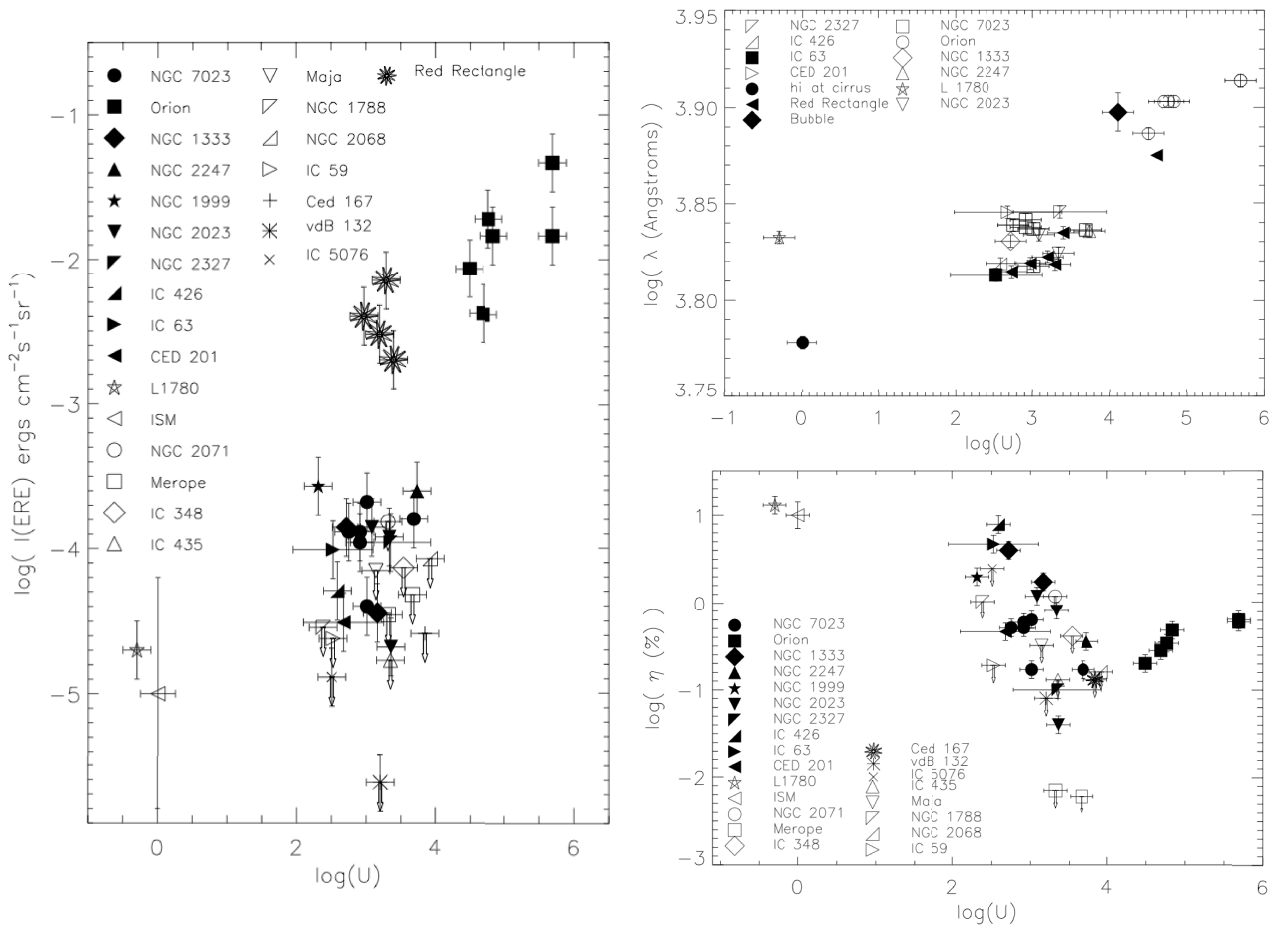 NGC 7023
Orion
NGC 1333
NGC 2247
NGC 1999
NGC 2023
NGC 2327
IC 426
IC 63
CED 201
L1780
ISM
NGC 2071
Merope
IC 348
IC 435
Maja
NGC 1788
NGC 2068
IC 59
Ced 167
vdB 132
IC 5076
Red Rectangle
log( I(ERE) ergs cm⁻²s⁻¹sr⁻¹)
−1
−2
−3
−4
−5
0
2
4
6
log(U)
NGC 2327
IC 426
IC 63
CED 201
hi at cirrus
Red Rectangle
Bubble
NGC 7023
Orion
NGC 1333
NGC 2247
L 1780
NGC 2023
log( λ (Angstroms)
3.95
3.90
3.85
3.80
3.75
−1
0
1
2
3
4
5
6
log(U)
NGC 7023
Orion
NGC 1333
NGC 2247
NGC 1999
NGC 2023
NGC 2327
IC 426
IC 63
CED 201
L1780
ISM
NGC 2071
Merope
IC 348
Ced 167
vdB 132
IC 5076
IC 435
Maja
NGC 1788
NGC 2068
IC 59
log( η (%)
1
0
−1
−2
−3
0
2
4
6
log(U)